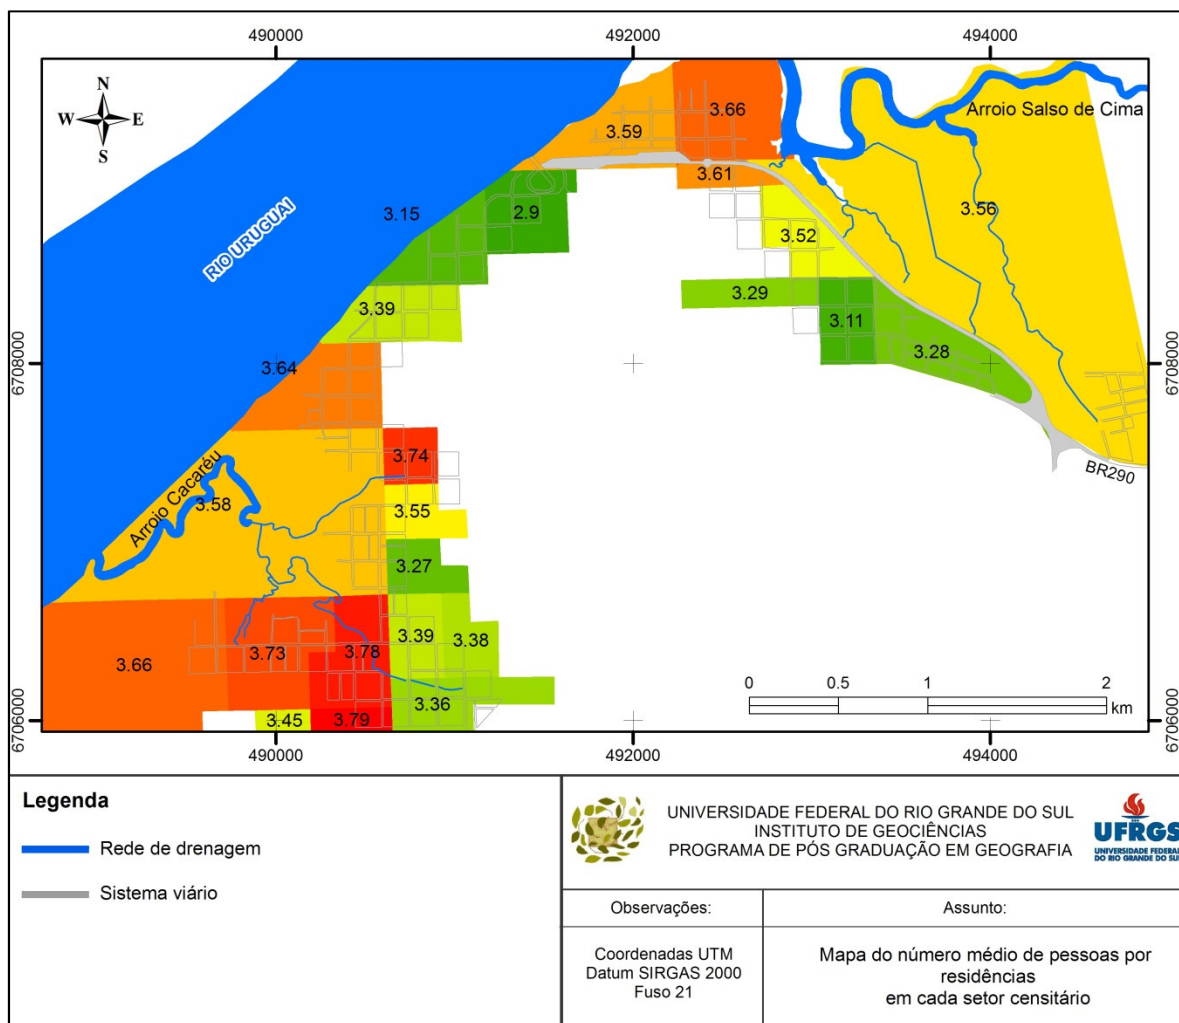 490000
492000
494000
N
W
E
S
3.66
3.59
Arroio Salso de Cima
3.61
3.15
2.9
3.56
RIO URUGUAI
3.52
3.29
3.39
3.11
3.28
6708000
6708000
3.64
3.74
BR290
Arroio Cacaréu
3.58
3.55
3.27
3.39
3.38
3.73
3.78
3.66
3.36
0
0.5
1
2
km
3.45
3.79
6706000
6706000
490000
492000
494000
Legenda
Rede de drenagem
Sistema viário
UNIVERSIDADE FEDERAL DO RIO GRANDE DO SUL
INSTITUTO DE GEOCIÊNCIAS
PROGRAMA DE PÓS GRADUAÇÃO EM GEOGRAFIA
UFRGS
UNIVERSIDADE FEDERAL
DO RIO GRANDE DO SUL
Observações:
Assunto:
Coordenadas UTM
Datum SIRGAS 2000
Fuso 21
Mapa do número médio de pessoas por
residências
em cada setor censitário